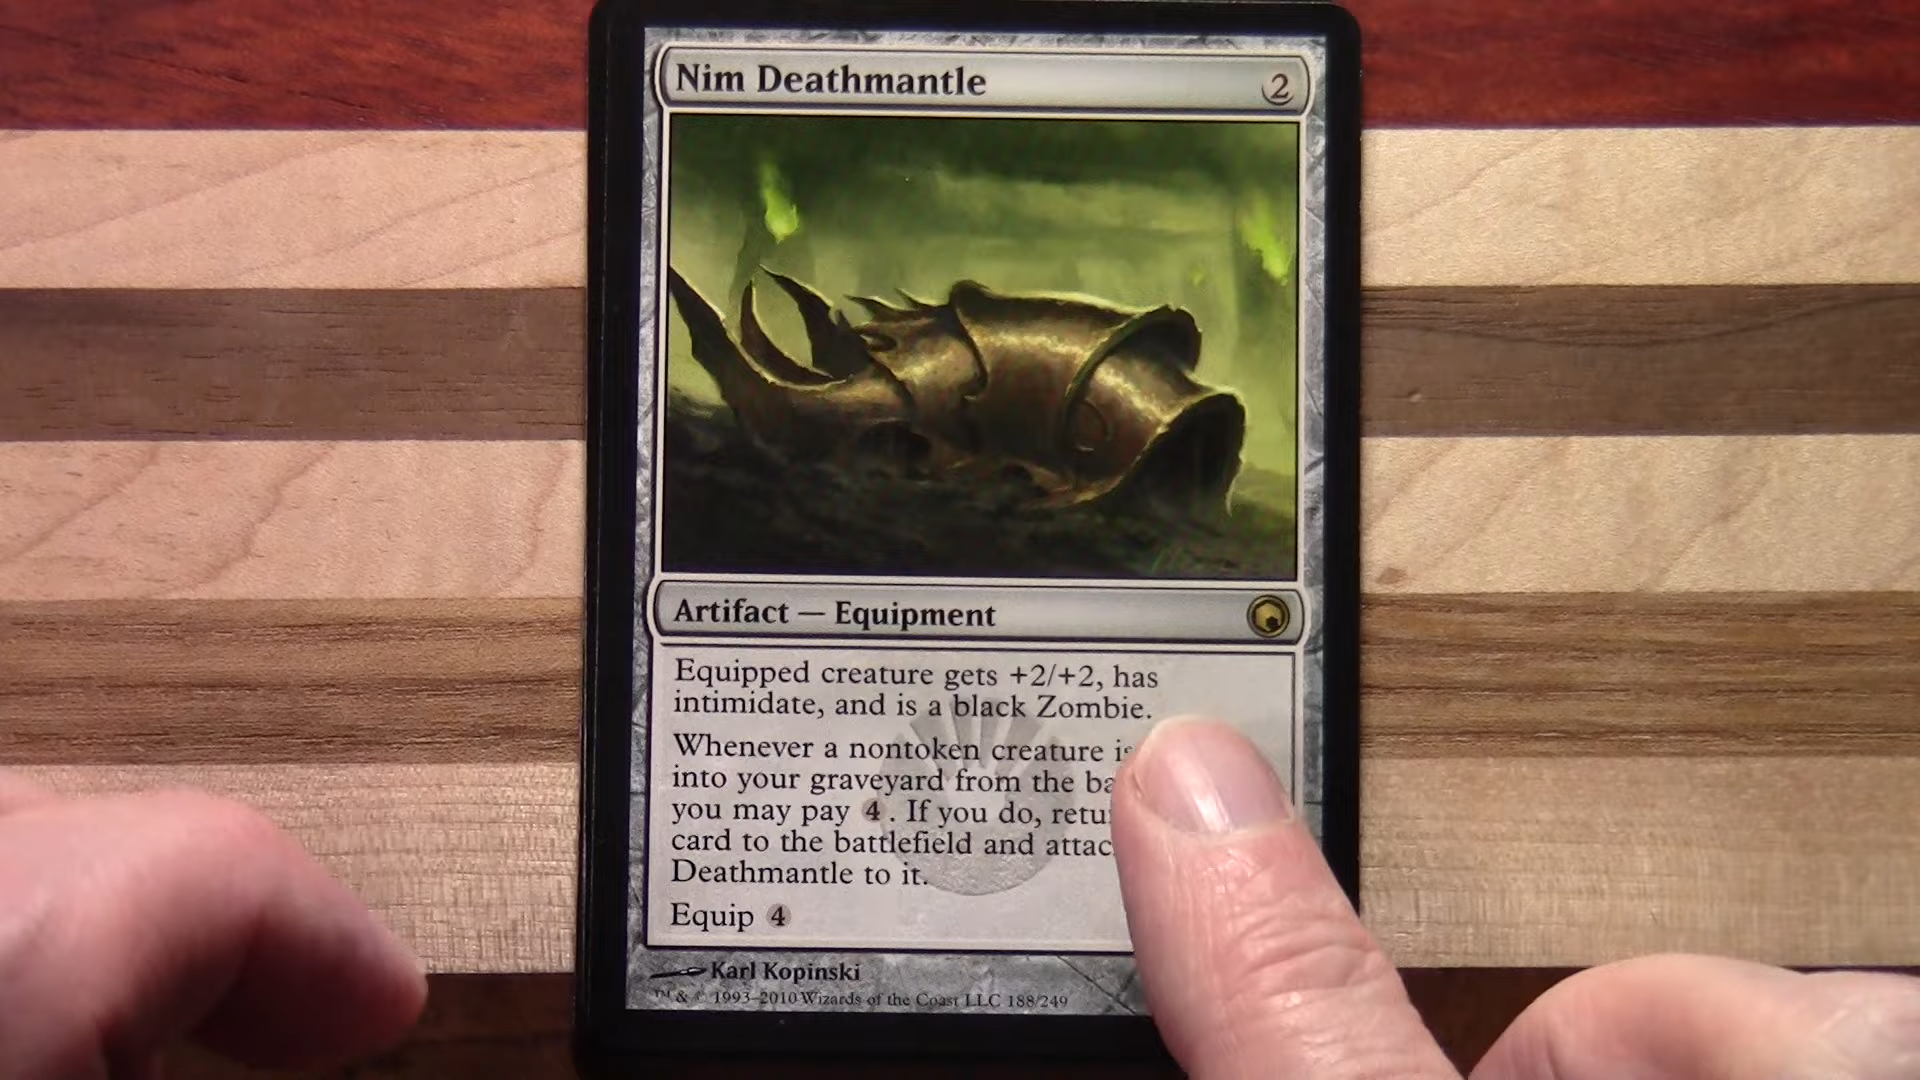 Nim Deathmantle 2
Artifact — Equipment
Equipped creature gets +2/+2, has
intimidate, and is a black Zombie.
Whenever a nontoken creature
into your graveyard from the
you may pay 4. If you do,
card to the battlefield and
Deathmantle to it.
Equip 4
Karl Kopinski
™ & © 1993–2010 Wizards of the Coast LLC 188/249